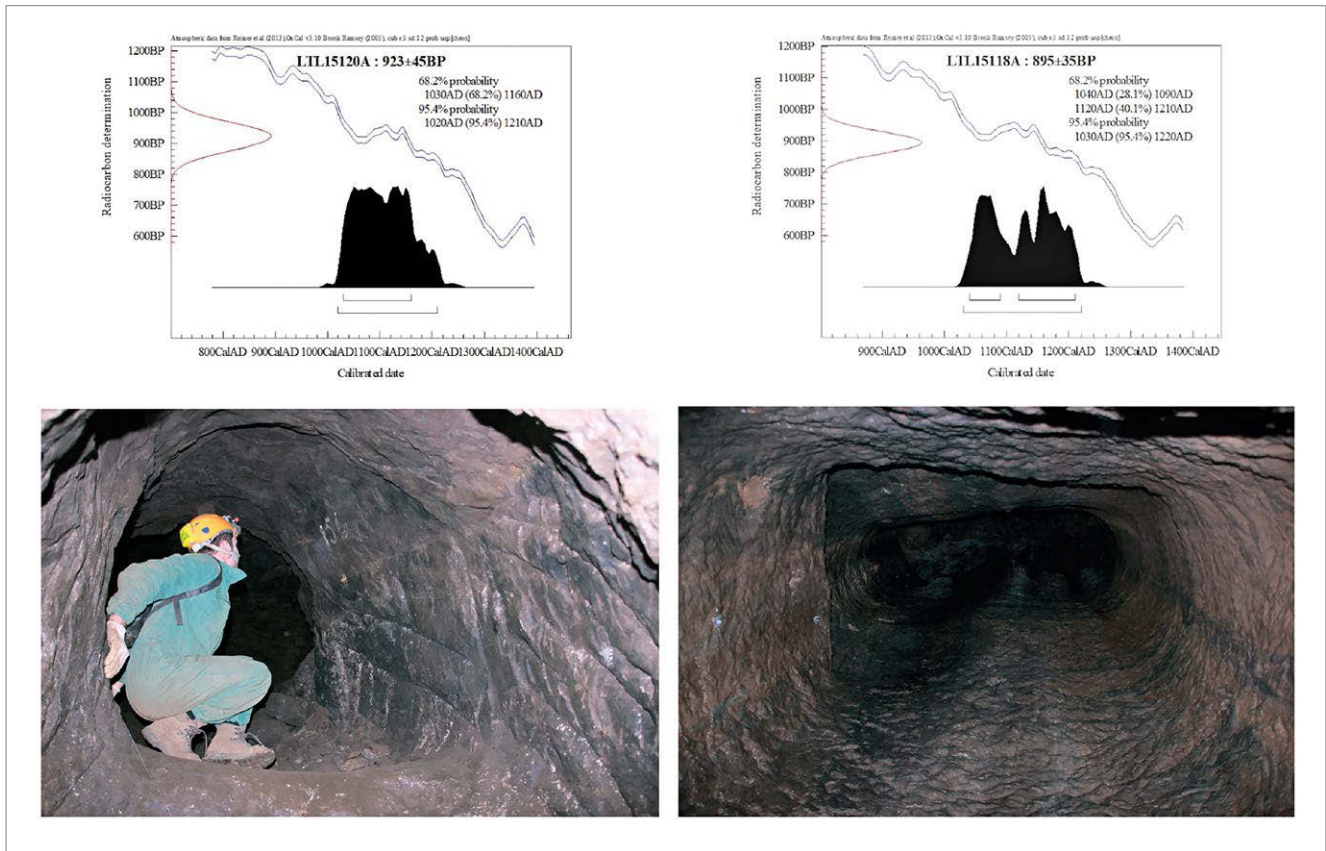 Atmospheric data from Reimer et al (2013);OxCal v3.10 Bronk Ramsey (2005); cub r:5 sd:12 prob usp[chron]
1200BP
1100BP
1000BP
900BP
800BP
700BP
600BP
Radiocarbon determination
LTL15120A : 923±45BP
68.2% probability
1030AD (68.2%) 1160AD
95.4% probability
1020AD (95.4%) 1210AD
800CalAD 900CalAD 1000CalAD 1100CalAD 1200CalAD 1300CalAD 1400CalAD
Calibrated date
Atmospheric data from Reimer et al (2013);OxCal v3.10 Bronk Ramsey (2005); cub r:5 sd:12 prob usp[chron]
1200BP
1100BP
1000BP
900BP
800BP
700BP
600BP
Radiocarbon determination
LTL15118A : 895±35BP
68.2% probability
1040AD (28.1%) 1090AD
1120AD (40.1%) 1210AD
95.4% probability
1030AD (95.4%) 1220AD
900CalAD 1000CalAD 1100CalAD 1200CalAD 1300CalAD 1400CalAD
Calibrated date